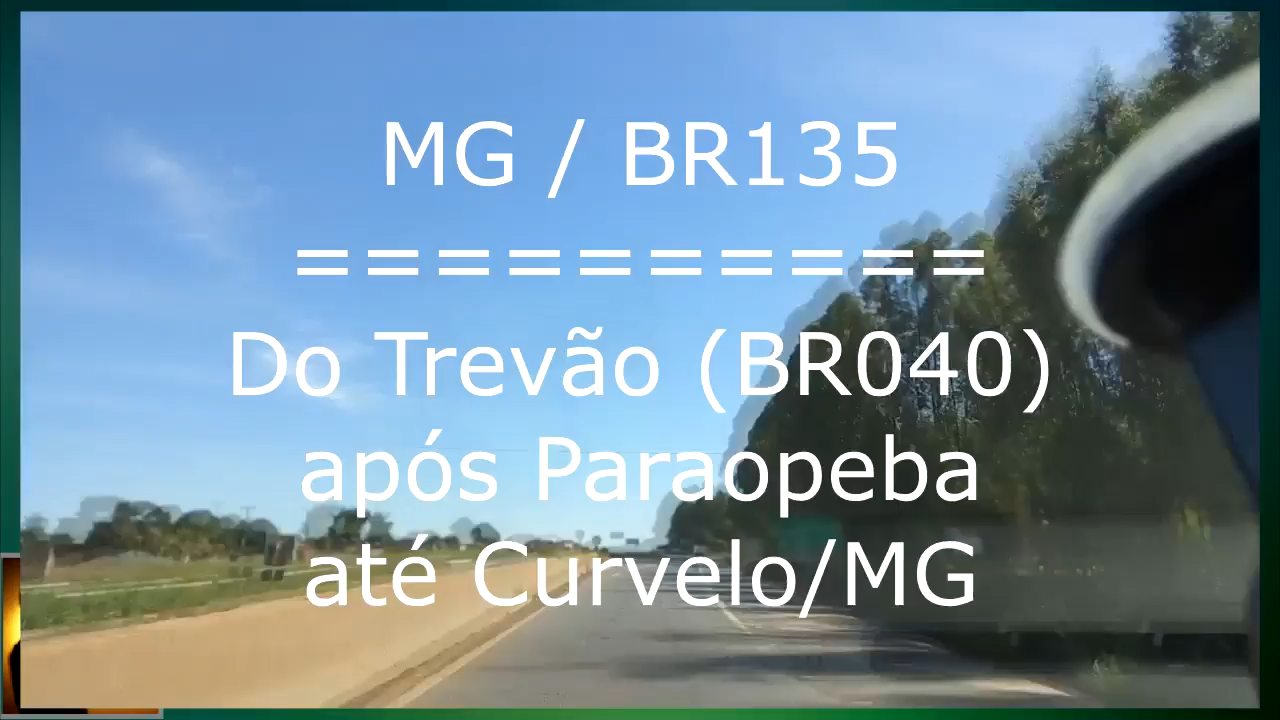 MG / BR135
==========
Do Trevão (BR040)
após Paraopeba
até Curvelo/MG